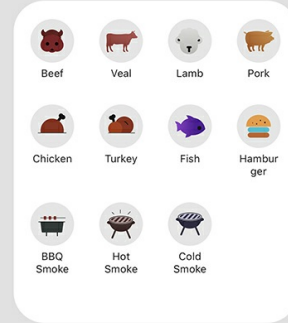 Beef Veal Lamb Pork
Chicken Turkey Fish Hambur
ger
BBQ Hot Cold
Smoke Smoke Smoke